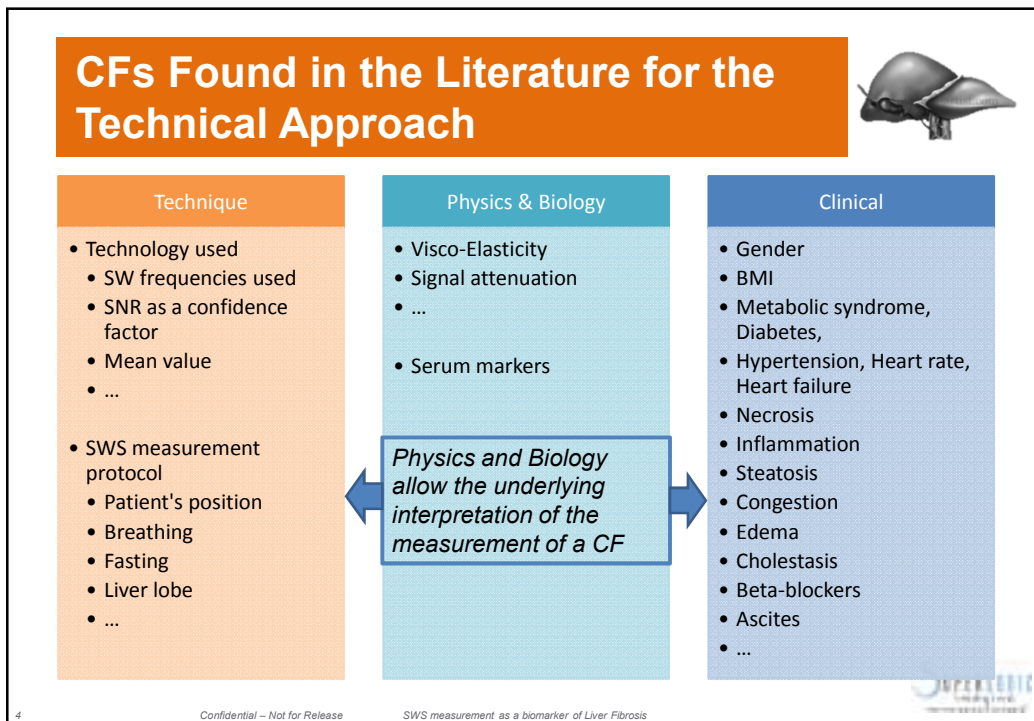 CFs Found in the Literature for the
Technical Approach
Technique
• Technology used
• SW frequencies used
• SNR as a confidence
factor
• Mean value
• …
• SWS measurement
protocol
• Patient's position
• Breathing
• Fasting
• Liver lobe
• …
Physics & Biology
• Visco-Elasticity
• Signal attenuation
• …
• Serum markers
Physics and Biology
allow the underlying
interpretation of the
measurement of a CF
Clinical
• Gender
• BMI
• Metabolic syndrome,
Diabetes,
• Hypertension, Heart rate,
Heart failure
• Necrosis
• Inflammation
• Steatosis
• Congestion
• Edema
• Cholestasis
• Beta-blockers
• Ascites
• …
4 Confidential – Not for Release SWS measurement as a biomarker of Liver Fibrosis